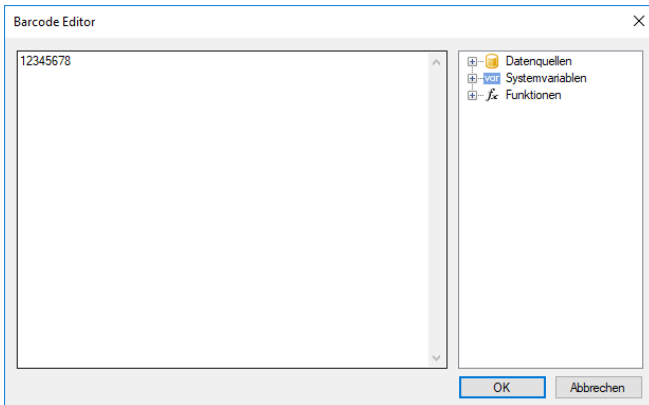 Barcode Editor
12345678
Datenquellen
var Systemvariablen
fx Funktionen
OK
Abbrechen